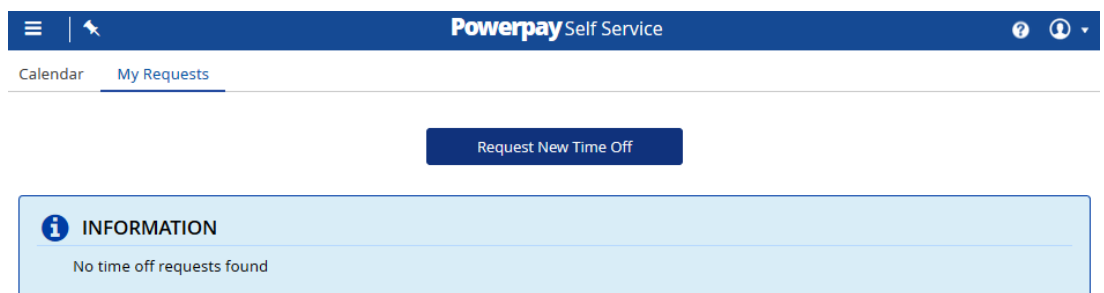 Powerpay Self Service
Calendar My Requests
Request New Time Off
INFORMATION
No time off requests found